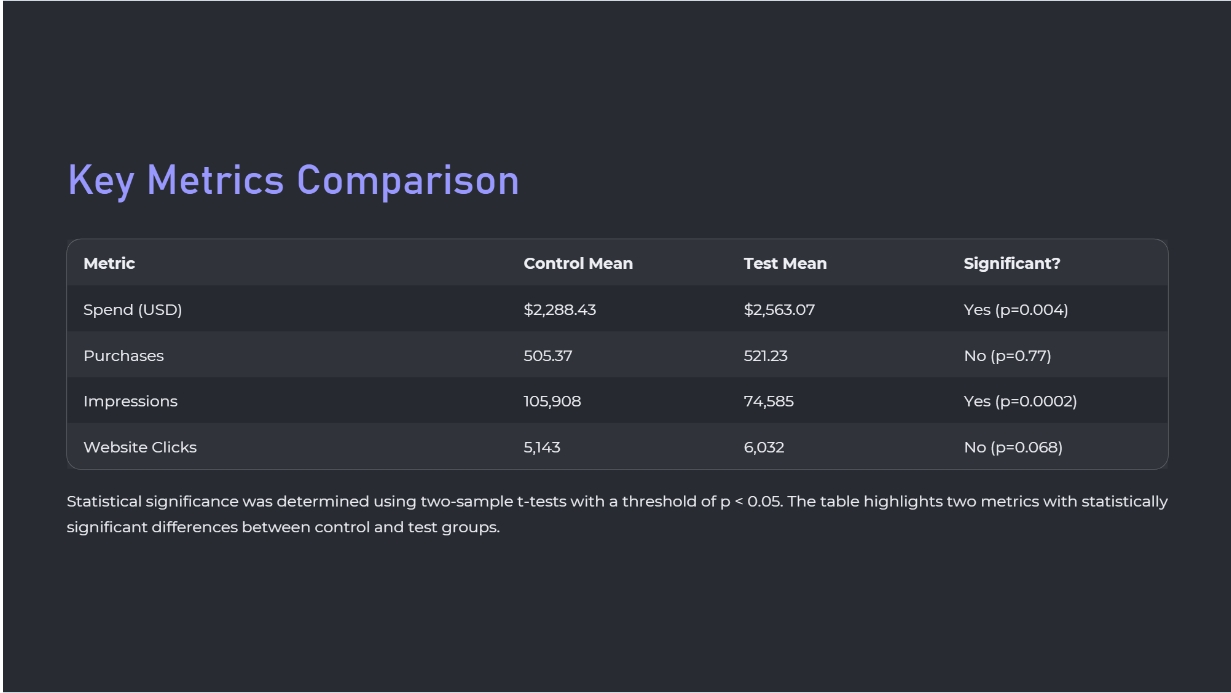 Key Metrics Comparison
Metric Control Mean Test Mean Significant?
Spend (USD) $2,288.43 $2,563.07 Yes (p=0.004)
Purchases 505.37 521.23 No (p=0.77)
Impressions 105,908 74,585 Yes (p=0.0002)
Website Clicks 5,143 6,032 No (p=0.068)
Statistical significance was determined using two-sample t-tests with a threshold of p < 0.05. The table highlights two metrics with statistically
significant differences between control and test groups.